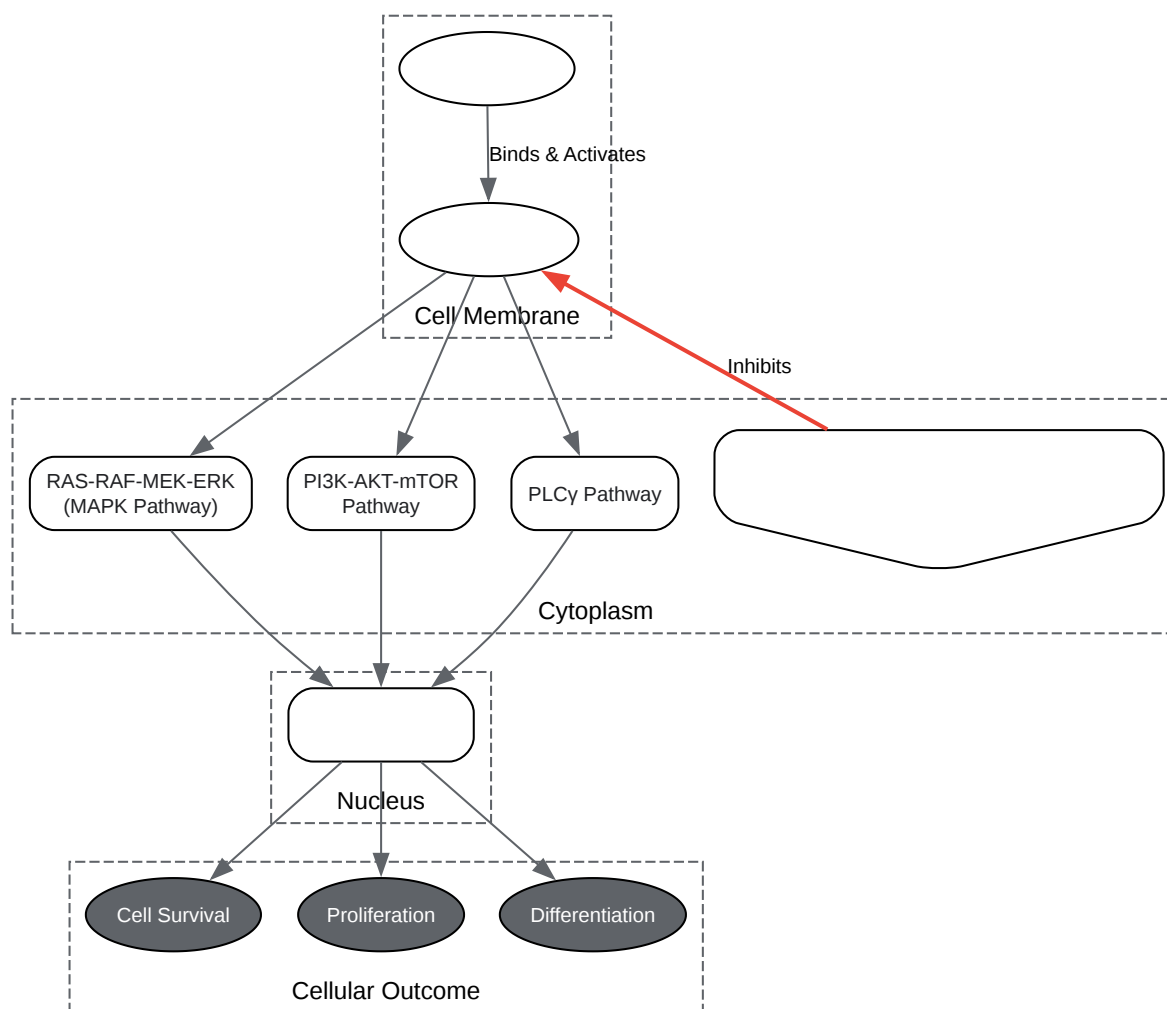 Binds & Activates
Cell Membrane
Inhibits
RAS-RAF-MEK-ERK
(MAPK Pathway)
PI3K-AKT-mTOR
Pathway
PLCγ Pathway
Cytoplasm
Nucleus
Cell Survival
Proliferation
Differentiation
Cellular Outcome